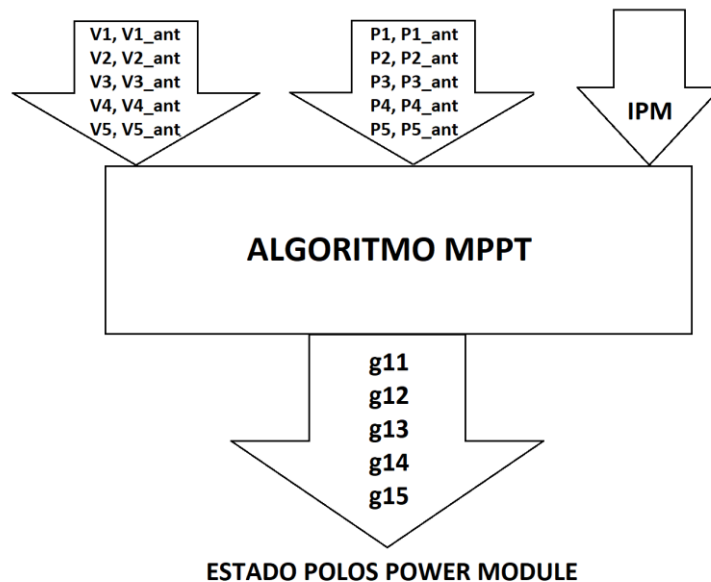 V1, V1_ant
V2, V2_ant
V3, V3_ant
V4, V4_ant
V5, V5_ant
P1, P1_ant
P2, P2_ant
P3, P3_ant
P4, P4_ant
P5, P5_ant
IPM
ALGORITMO MPPT
g11
g12
g13
g14
g15
ESTADO POLOS POWER MODULE